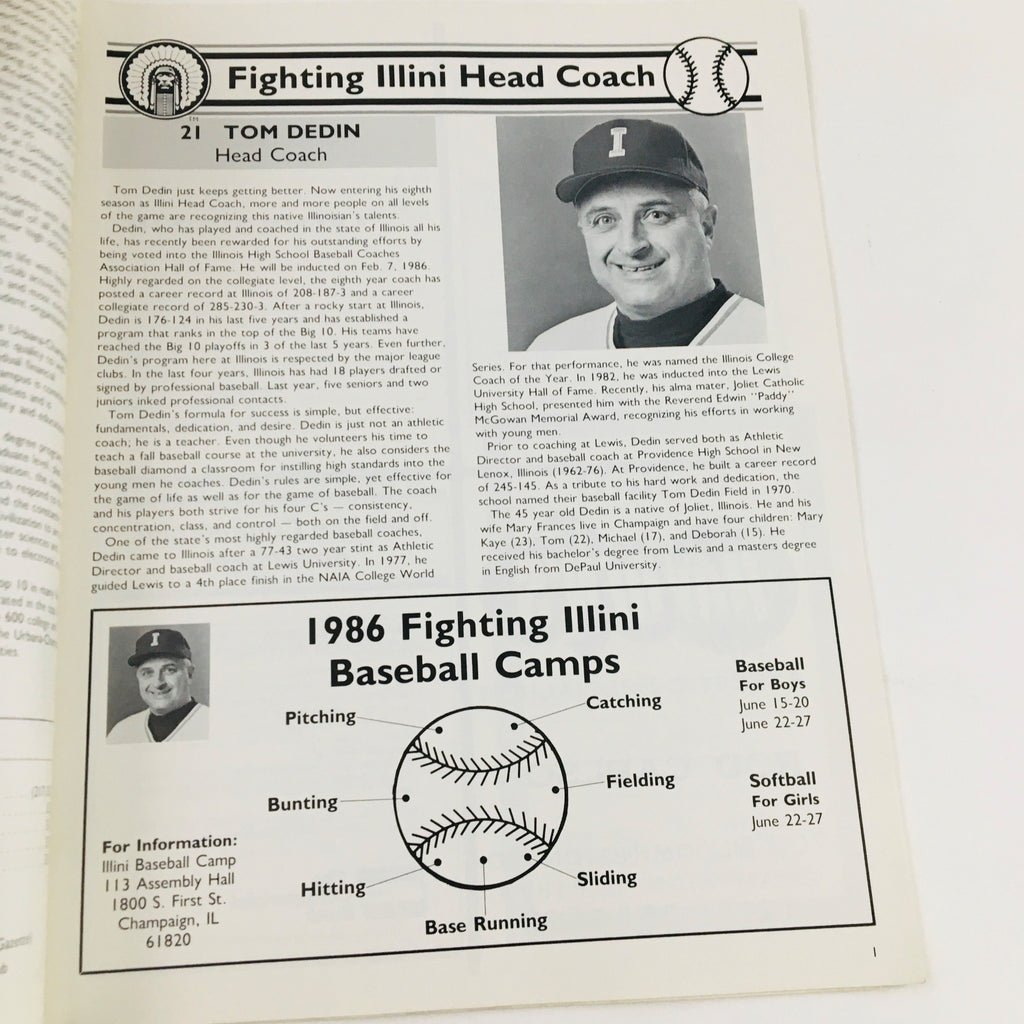 Fighting Illini Head Coach
TM
21 TOM DEDIN
Head Coach
Tom Dedin just keeps getting better. Now entering his eighth
season as Illini Head Coach, more and more people on all levels
of the game are recognizing this native Illinoisian's talents.
Dedin, who has played and coached in the state of Illinois all his
life, has recently been rewarded for his outstanding efforts by
being voted into the Illinois High School Baseball Coaches
Association Hall of Fame. He will be inducted on Feb. 7, 1986.
Highly regarded on the collegiate level, the eighth year coach has
posted a career record at Illinois of 208-187-3 and a career
collegiate record of 285-230-3. After a rocky start at Illinois,
Dedin is 176-124 in his last five years and has established a
program that ranks in the top of the Big 10. His teams have
reached the Big 10 playoffs in 3 of the last 5 years. Even further,
Dedin's program here at Illinois is respected by the major league
clubs. In the last four years, Illinois has had 18 players drafted or
signed by professional baseball. Last year, five seniors and two
juniors inked professional contacts.
Tom Dedin's formula for success is simple, but effective:
fundamentals, dedication, and desire. Dedin is just not an athletic
coach; he is a teacher. Even though he volunteers his time to
teach a fall baseball course at the university, he also considers the
baseball diamond a classroom for instilling high standards into the
young men he coaches. Dedin's rules are simple, yet effective for
the game of life as well as for the game of baseball. The coach
and his players both strive for his four C's — consistency,
concentration, class, and control — both on the field and off.
One of the state's most highly regarded baseball coaches,
Dedin came to Illinois after a 77-43 two year stint as Athletic
Director and baseball coach at Lewis University. In 1977, he
guided Lewis to a 4th place finish in the NAIA College World
I
Series. For that performance, he was named the Illinois College
Coach of the Year. In 1982, he was inducted into the Lewis
University Hall of Fame. Recently, his alma mater, Joliet Catholic
High School, presented him with the Reverend Edwin "Paddy"
McGowan Memorial Award, recognizing his efforts in working
with young men.
Prior to coaching at Lewis, Dedin served both as Athletic
Director and baseball coach at Providence High School in New
Lenox, Illinois (1962-76). At Providence, he built a career record
of 245-145. As a tribute to his hard work and dedication, the
school named their baseball facility Tom Dedin Field in 1970.
The 45 year old Dedin is a native of Joliet, Illinois. He and his
wife Mary Frances live in Champaign and have four children: Mary
Kaye (23), Tom (22), Michael (17), and Deborah (15). He
received his bachelor's degree from Lewis and a masters degree
in English from DePaul University.
1986 Fighting Illini
Baseball Camps
I
Pitching
Catching
Bunting
Fielding
Hitting
Sliding
Base Running
Baseball
For Boys
June 15-20
June 22-27
Softball
For Girls
June 22-27
For Information:
Illini Baseball Camp
113 Assembly Hall
1800 S. First St.
Champaign, IL
61820
1